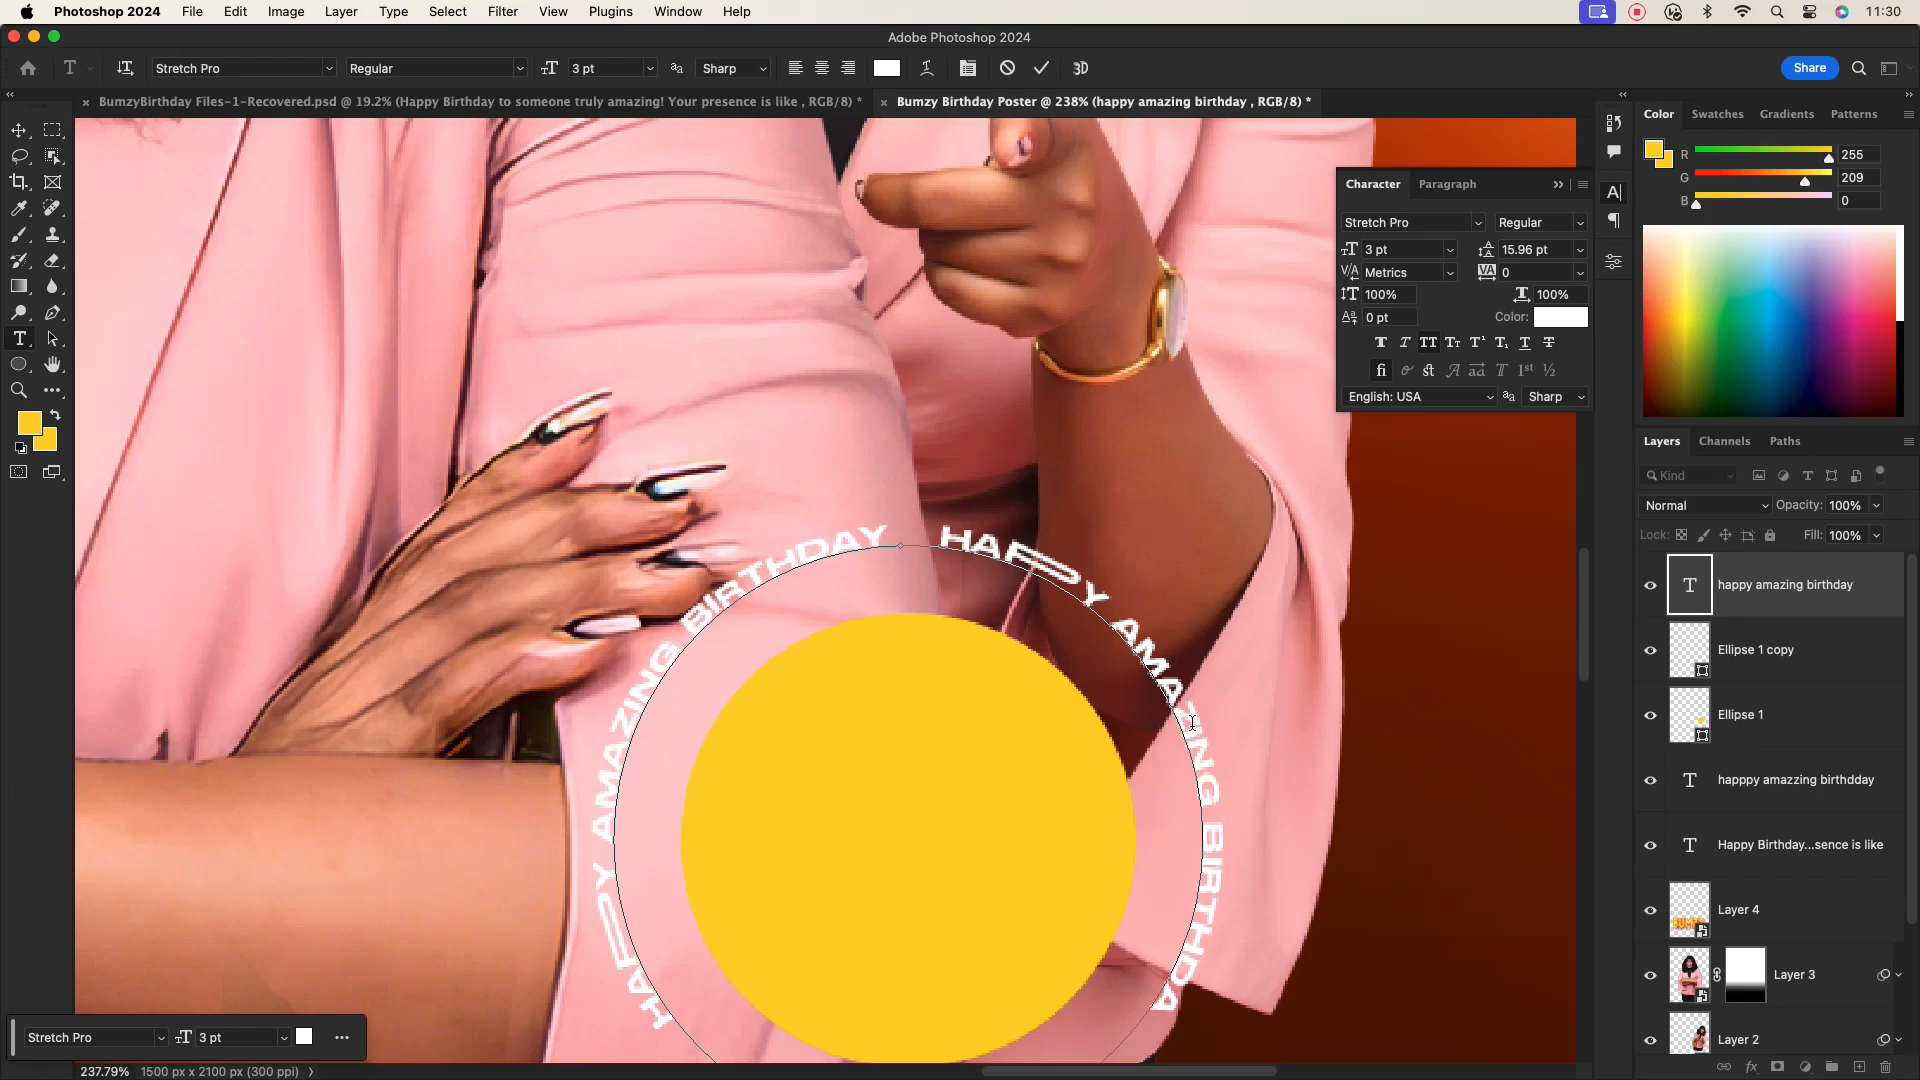 Photoshop 2024 File Edit Image Layer Type Select Filter View Plugins Window Help 11:30
Adobe Photoshop 2024
Stretch Pro Regular 3 pt Sharp 3D Share
BumzyBirthday Files-1-Recovered.psd @ 19.2% (Happy Birthday to someone truly amazing! Your presence is like , RGB/8) *
Bumzy Birthday Poster @ 238% (happy amazing birthday , RGB/8) *
Color Swatches Gradients Patterns
R 255
G 209
B 0
Character Paragraph
Stretch Pro Regular
3 pt 15.96 pt
Metrics 0
100% 100%
0 pt Color:
English: USA Sharp
HAPPY AMAZING BIRTHDAY HAPPY AMAZING BIRTHDA
Layers Channels Paths
Kind
Normal Opacity: 100%
Lock: Fill: 100%
happy amazing birthday
Ellipse 1 copy
Ellipse 1
happpy amazzing birthdday
Happy Birthday...sence is like
Layer 4
Layer 3
Layer 2
Stretch Pro 3 pt
237.79% 1500 px x 2100 px (300 ppi)